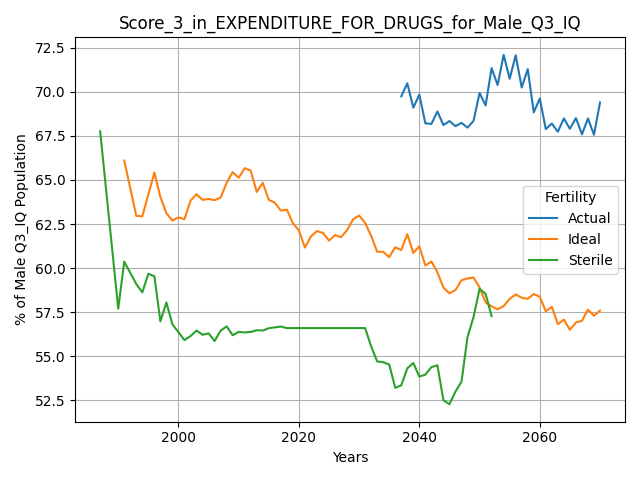 Score_3_in_EXPENDITURE_FOR_DRUGS_for_Male_Q3_IQ
% of Male Q3_IQ Population
72.5
70.0
67.5
65.0
62.5
60.0
57.5
55.0
52.5
Fertility
Actual
Ideal
Sterile
2000
2020
2040
2060
Years